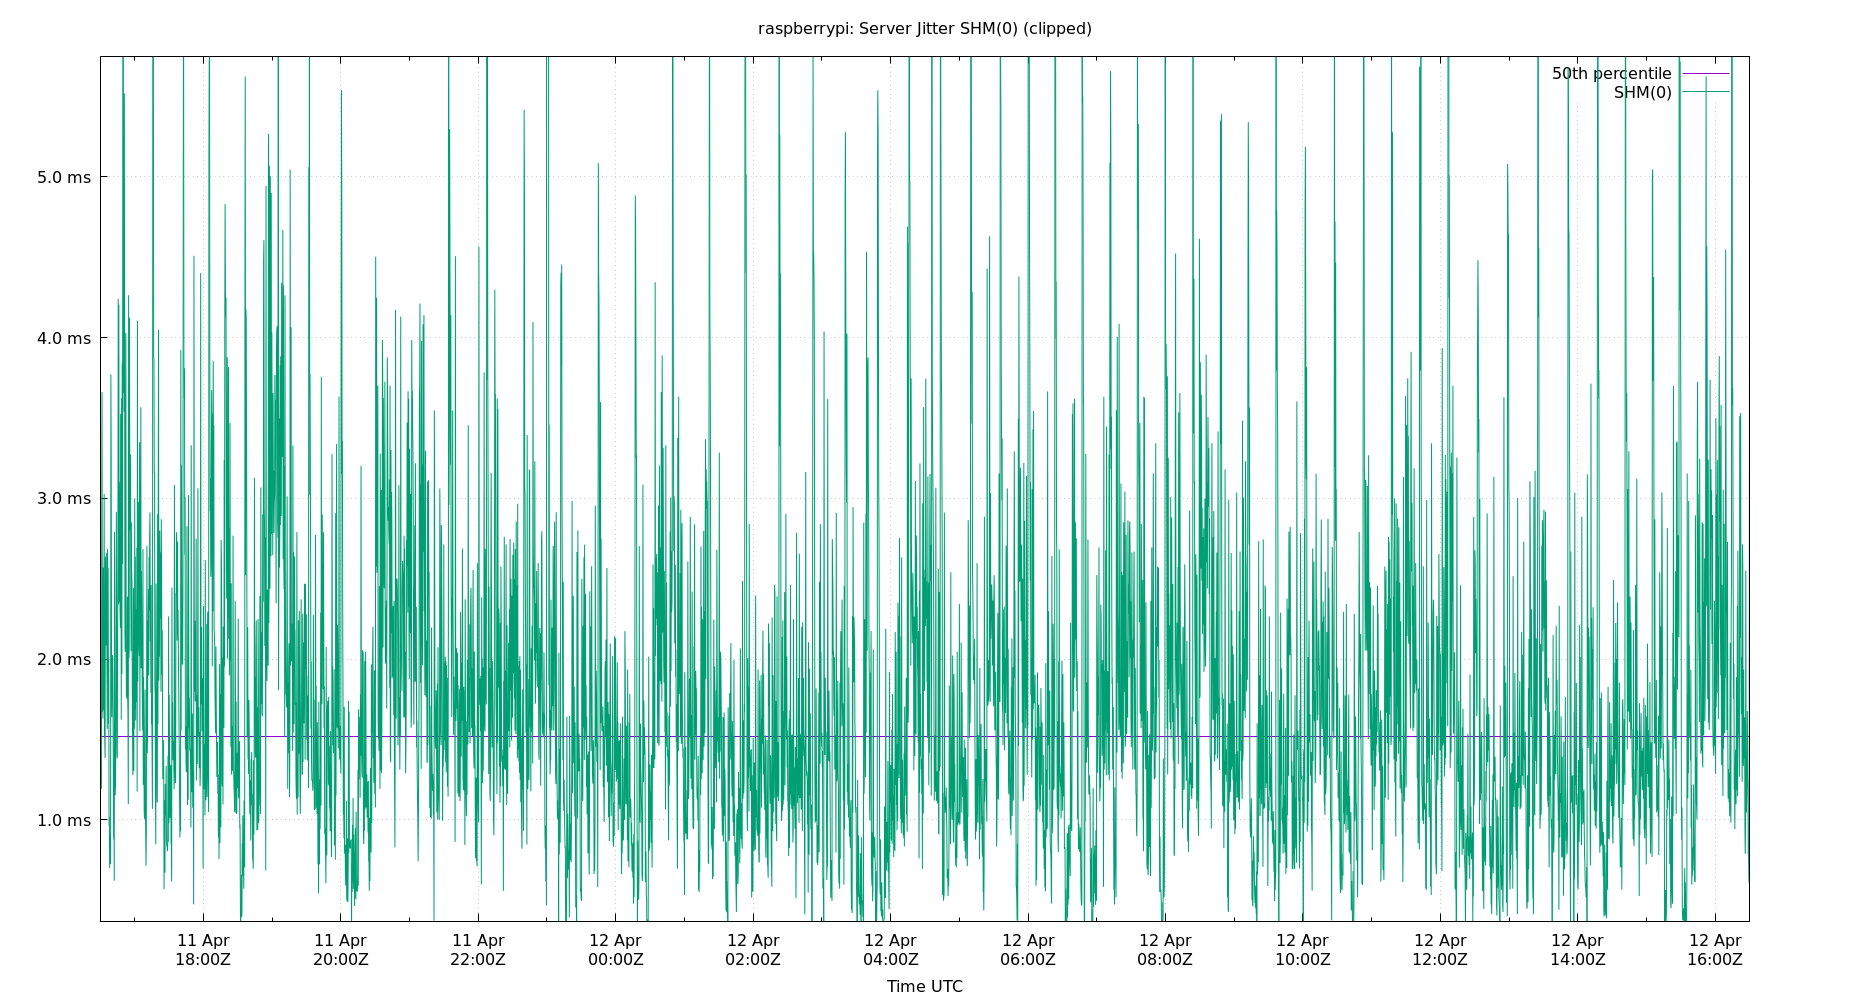 raspberrypi: Server Jitter SHM(0) (clipped)
50th percentile
SHM(0)
5.0 ms
4.0 ms
3.0 ms
2.0 ms
1.0 ms
11 Apr 11 Apr 11 Apr 12 Apr 12 Apr 12 Apr 12 Apr 12 Apr 12 Apr 12 Apr 12 Apr 12 Apr
18:00Z 20:00Z 22:00Z 00:00Z 02:00Z 04:00Z 06:00Z 08:00Z 10:00Z 12:00Z 14:00Z 16:00Z
Time UTC